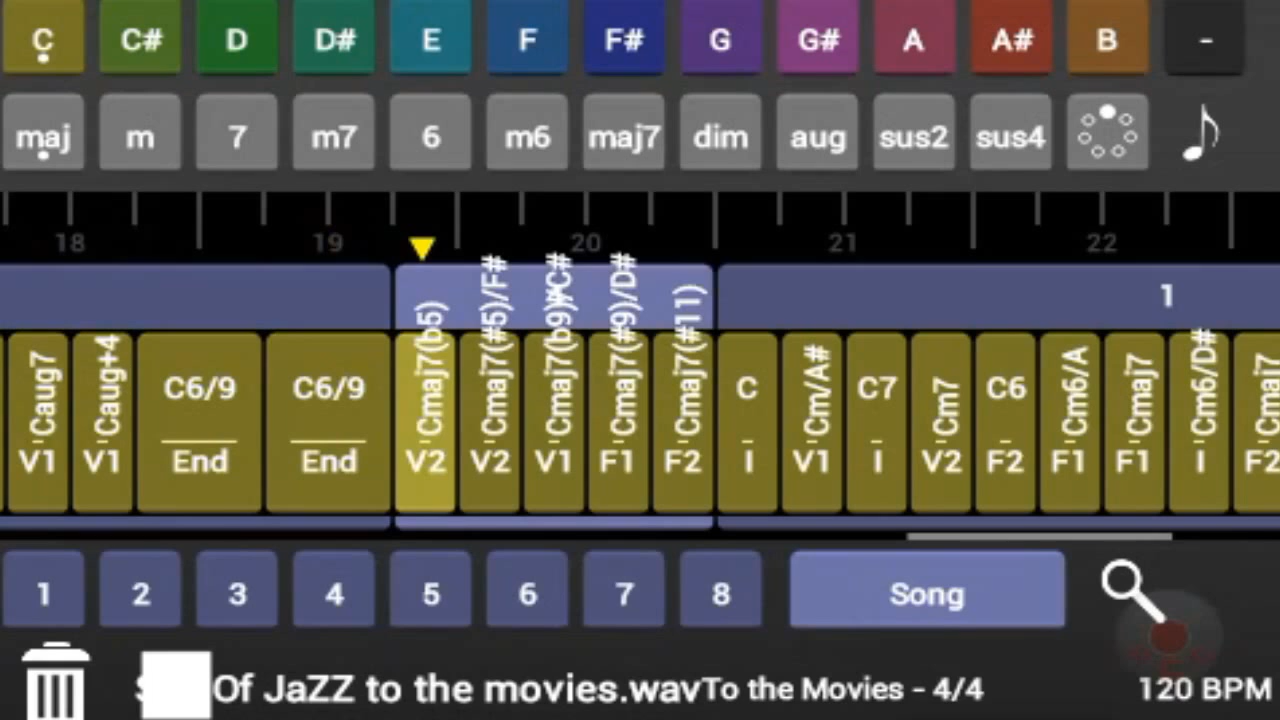 C C# D D# E F F# G G# A A# B -
maj m 7 m7 6 m6 maj7 dim aug sus2 sus4
18 19 20 21 22
1
'Caug7 'Caug+4 C6/9 C6/9 'Cmaj7(b5) 'Cmaj7(#5)/F# 'Cmaj7(#9)/D# 'Cmaj7(#11) C 'Cm/A# C7 'Cm7 C6 'Cm6/A 'Cmaj7 'Cm6/D# 'Cmaj7
V1 V1 End End V2 V2 V1 F1 F2 I V1 I V2 F2 F1 F1 I F2
1 2 3 4 5 6 7 8 Song
Of JaZZ to the movies.wavTo the Movies - 4/4 120 BPM